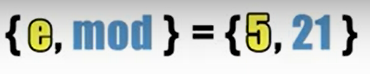 { e, mod } = { 5, 21 }